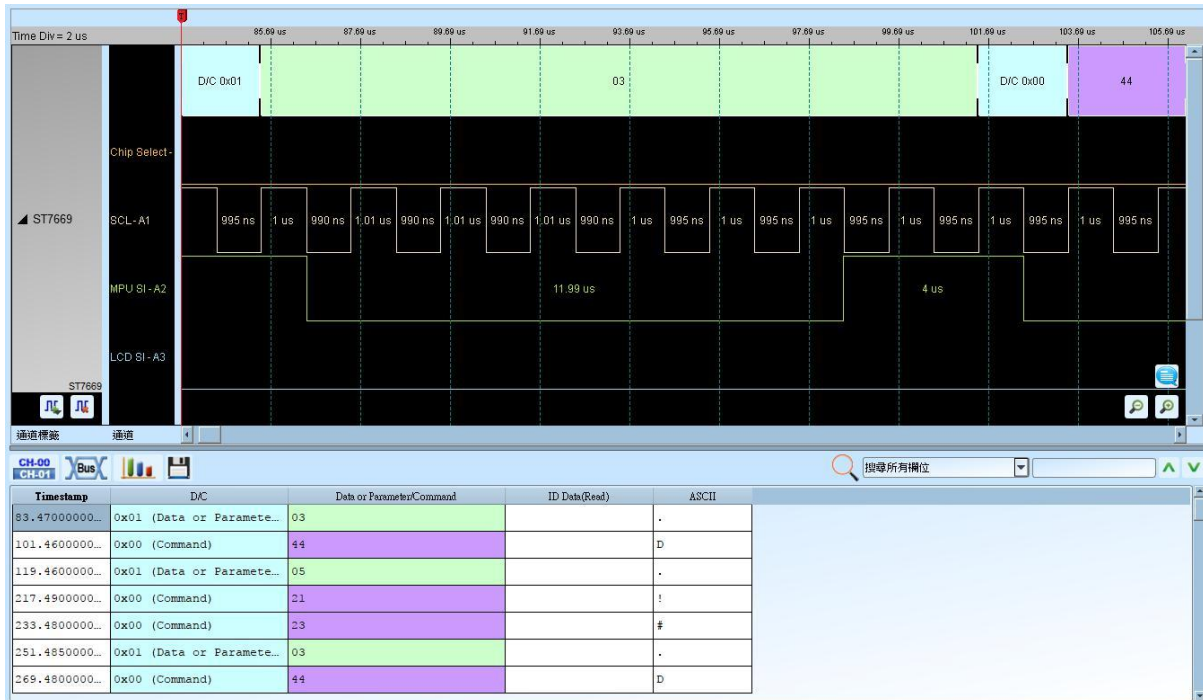 Time Div = 2 us 85.69 us 87.69 us 89.69 us 91.69 us 93.69 us 95.69 us 97.69 us 99.69 us 101.69 us 103.69 us 105.69 us
D/C 0x01 03 D/C 0x00 44
Chip Select-
ST7669 SCL-A1 995 ns 1 us 990 ns 1.01 us 990 ns 1.01 us 990 ns 1.01 us 990 ns 1 us 995 ns 1 us 995 ns 1 us 995 ns 1 us 995 ns 1 us 995 ns 1 us 995 ns
MPU SI-A2 11.99 us 4 us
LCD SI-A3
ST7669
通道標籤 通道
CH-00
CH-01 Bus 搜尋所有欄位
Timestamp D/C Data or Parameter/Command ID Data(Read) ASCII
83.47000000... 0x01 (Data or Paramete... 03 .
101.4600000... 0x00 (Command) 44 D
119.4600000... 0x01 (Data or Paramete... 05 .
217.4900000... 0x00 (Command) 21 !
233.4800000... 0x00 (Command) 23 #
251.4850000... 0x01 (Data or Paramete... 03 .
269.4800000... 0x00 (Command) 44 D